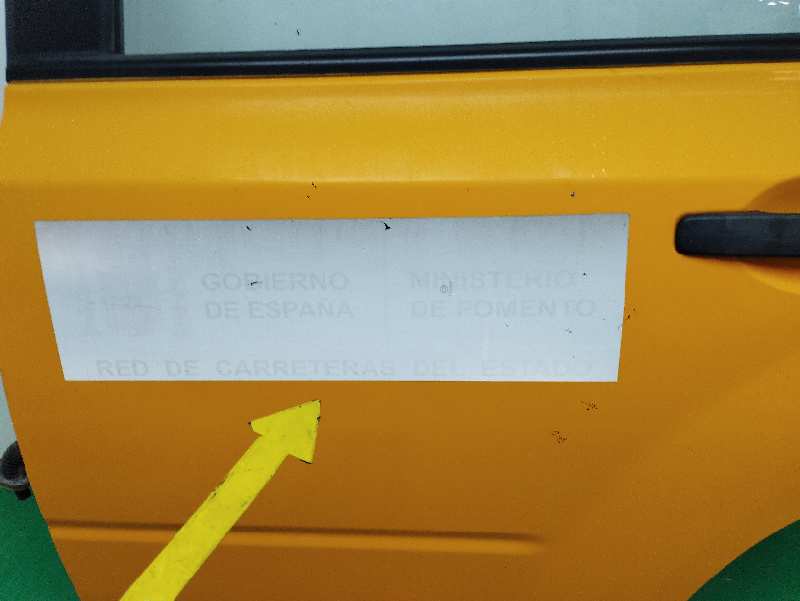 GOBIERNO MINISTERIO
DE ESPAÑA DE FOMENTO
RED DE CARRETERAS DEL ESTADO